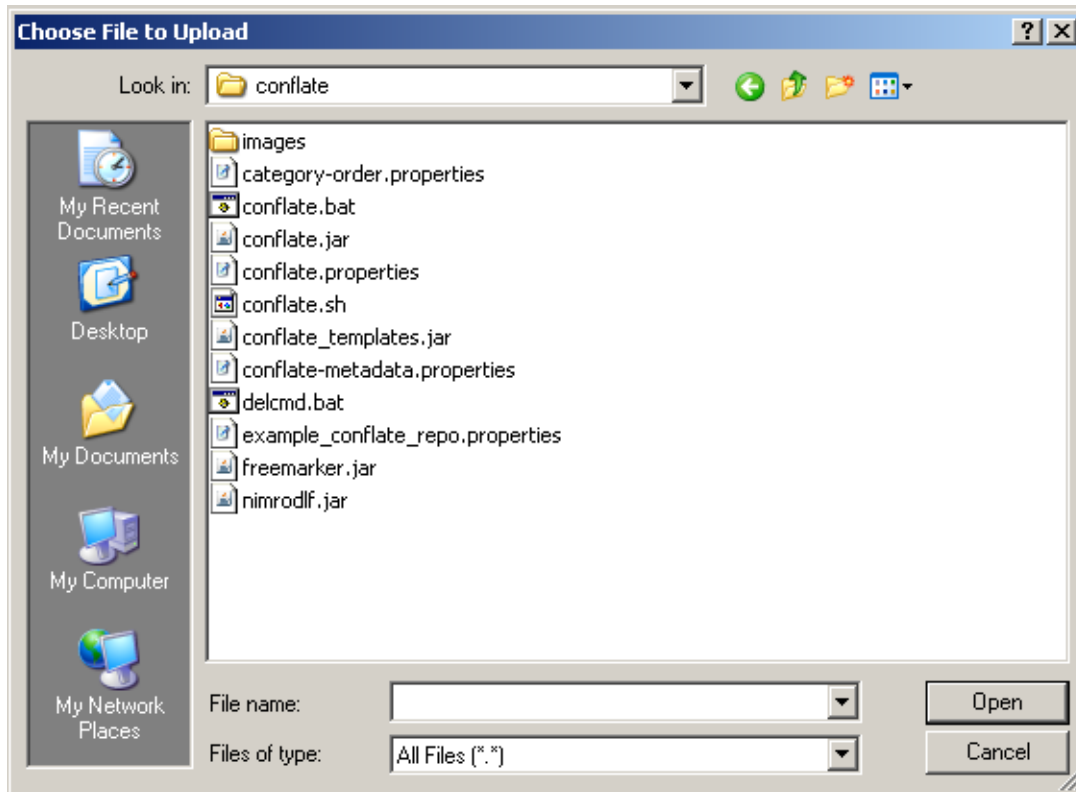 Choose File to Upload
Look in:
conflate
My Recent
Documents
Desktop
My Documents
My Computer
My Network
Places
images
category-order.properties
conflate.bat
conflate.jar
conflate.properties
conflate.sh
conflate_templates.jar
conflate-metadata.properties
delcmd.bat
example_conflate_repo.properties
freemarker.jar
nimrodlf.jar
File name:
Open
Files of type:
All Files (*.*)
Cancel